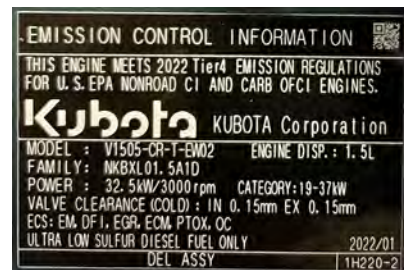 EMISSION CONTROL INFORMATION
THIS ENGINE MEETS 2022 Tier4 EMISSION REGULATIONS
FOR U.S. EPA NONROAD CI AND CARB OFCI ENGINES.
Kubota KUBOTA Corporation
MODEL : V1505-CR-T-EW02 ENGINE DISP.: 1.5L
FAMILY: NKBXL01.5A1D
POWER : 32.5kW/3000rpm CATEGORY:19-37kW
VALVE CLEARANCE(COLD): IN 0.15mm EX 0.15mm
ECS: EM, DFI, EGR, ECM, PTOX, OC
ULTRA LOW SULFUR DIESEL FUEL ONLY 2022/01
DEL ASSY 1H220-2